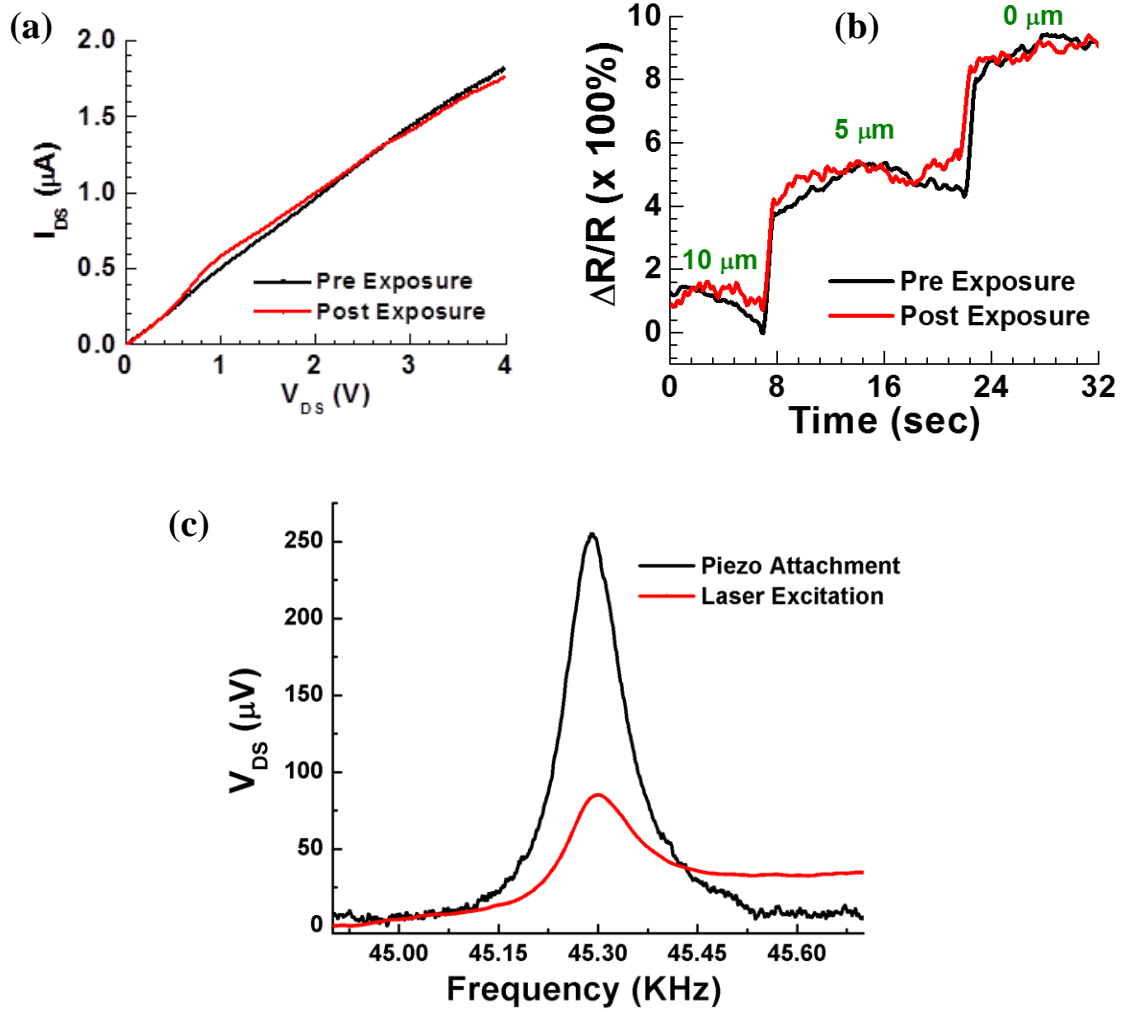 (a)
2.0
1.5
1.0
0.5
0.0
I_DS (μA)
0 1 2 3 4
V_DS (V)
Pre Exposure
Post Exposure
(b)
10
8
6
4
2
0
ΔR/R (x 100%)
0 8 16 24 32
Time (sec)
10 μm
5 μm
0 μm
Pre Exposure
Post Exposure
(c)
250
200
150
100
50
0
V_DS (μV)
45.00 45.15 45.30 45.45 45.60
Frequency (KHz)
Piezo Attachment
Laser Excitation